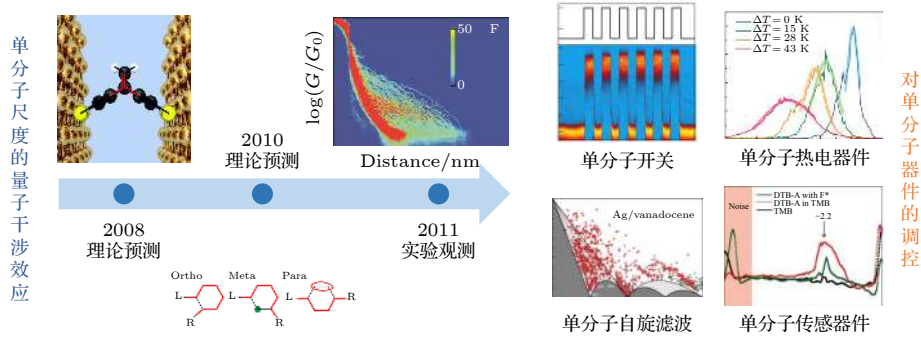 单分子尺度的量子干涉效应
log(G/G₀)
50
F
0
Distance/nm
2008
理论预测
2010
理论预测
2011
实验观测
Ortho
Meta
Para
L
R
L
R
L
R
单分子开关
ΔT = 0 K
ΔT = 15 K
ΔT = 28 K
ΔT = 43 K
单分子热电器件
Ag/vanadocene
单分子自旋滤波
Noise
DTB-A with F*
DTB-A in TMB
TMB
−2.2
单分子传感器件
对单分子器件的调控